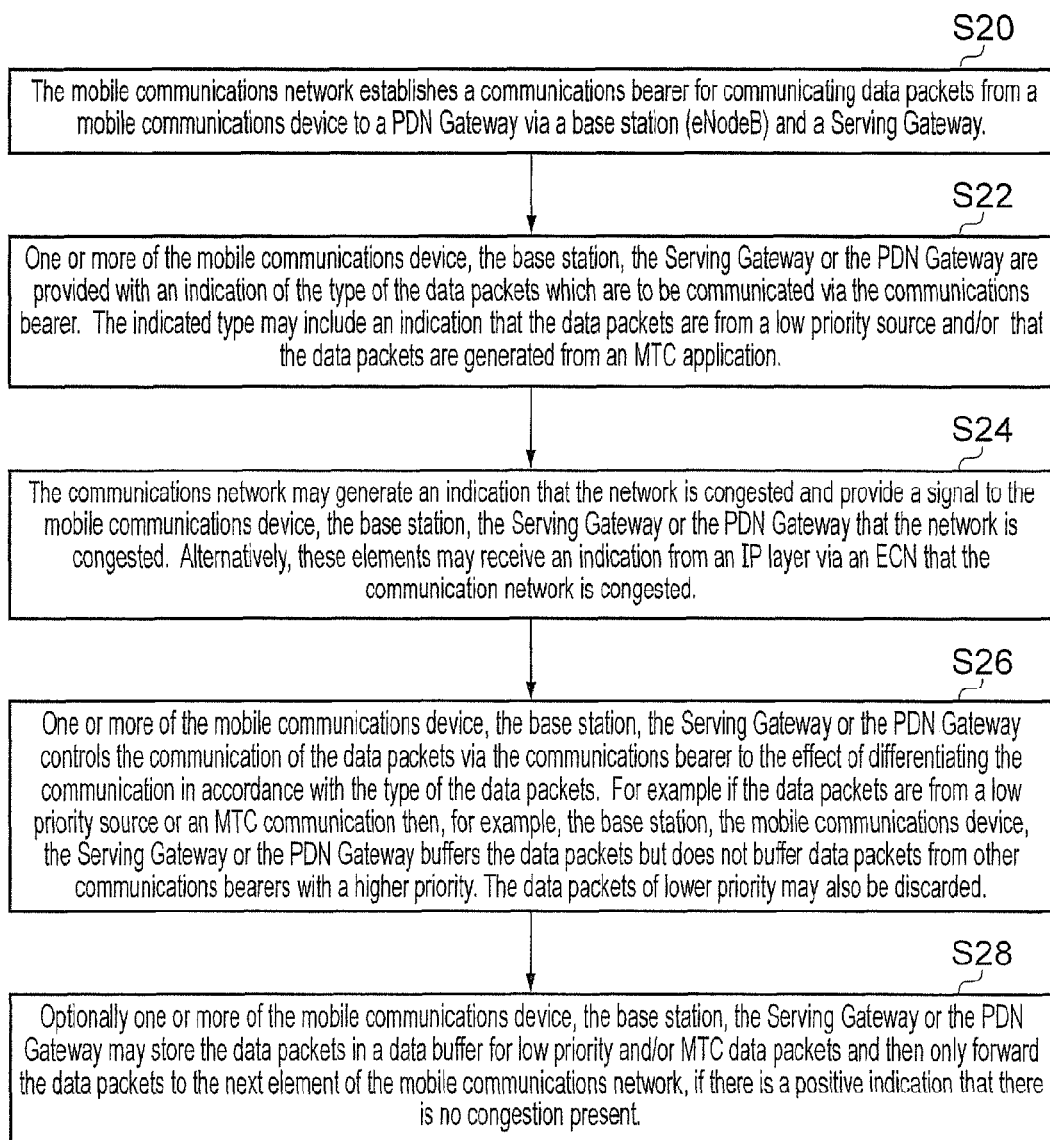 S20
The mobile communications network establishes a communications bearer for communicating data packets from a
mobile communications device to a PDN Gateway via a base station (eNodeB) and a Serving Gateway.
S22
One or more of the mobile communications device, the base station, the Serving Gateway or the PDN Gateway are
provided with an indication of the type of the data packets which are to be communicated via the communications
bearer. The indicated type may include an indication that the data packets are from a low priority source and/or that
the data packets are generated from an MTC application.
S24
The communications network may generate an indication that the network is congested and provide a signal to the
mobile communications device, the base station, the Serving Gateway or the PDN Gateway that the network is
congested. Alternatively, these elements may receive an indication from an IP layer via an ECN that the
communication network is congested.
S26
One or more of the mobile communications device, the base station, the Serving Gateway or the PDN Gateway
controls the communication of the data packets via the communications bearer to the effect of differentiating the
communication in accordance with the type of the data packets. For example if the data packets are from a low
priority source or an MTC communication then, for example, the base station, the mobile communications device,
the Serving Gateway or the PDN Gateway buffers the data packets but does not buffer data packets from other
communications bearers with a higher priority. The data packets of lower priority may also be discarded.
S28
Optionally one or more of the mobile communications device, the base station, the Serving Gateway or the PDN
Gateway may store the data packets in a data buffer for low priority and/or MTC data packets and then only forward
the data packets to the next element of the mobile communications network, if there is a positive indication that there
is no congestion present.